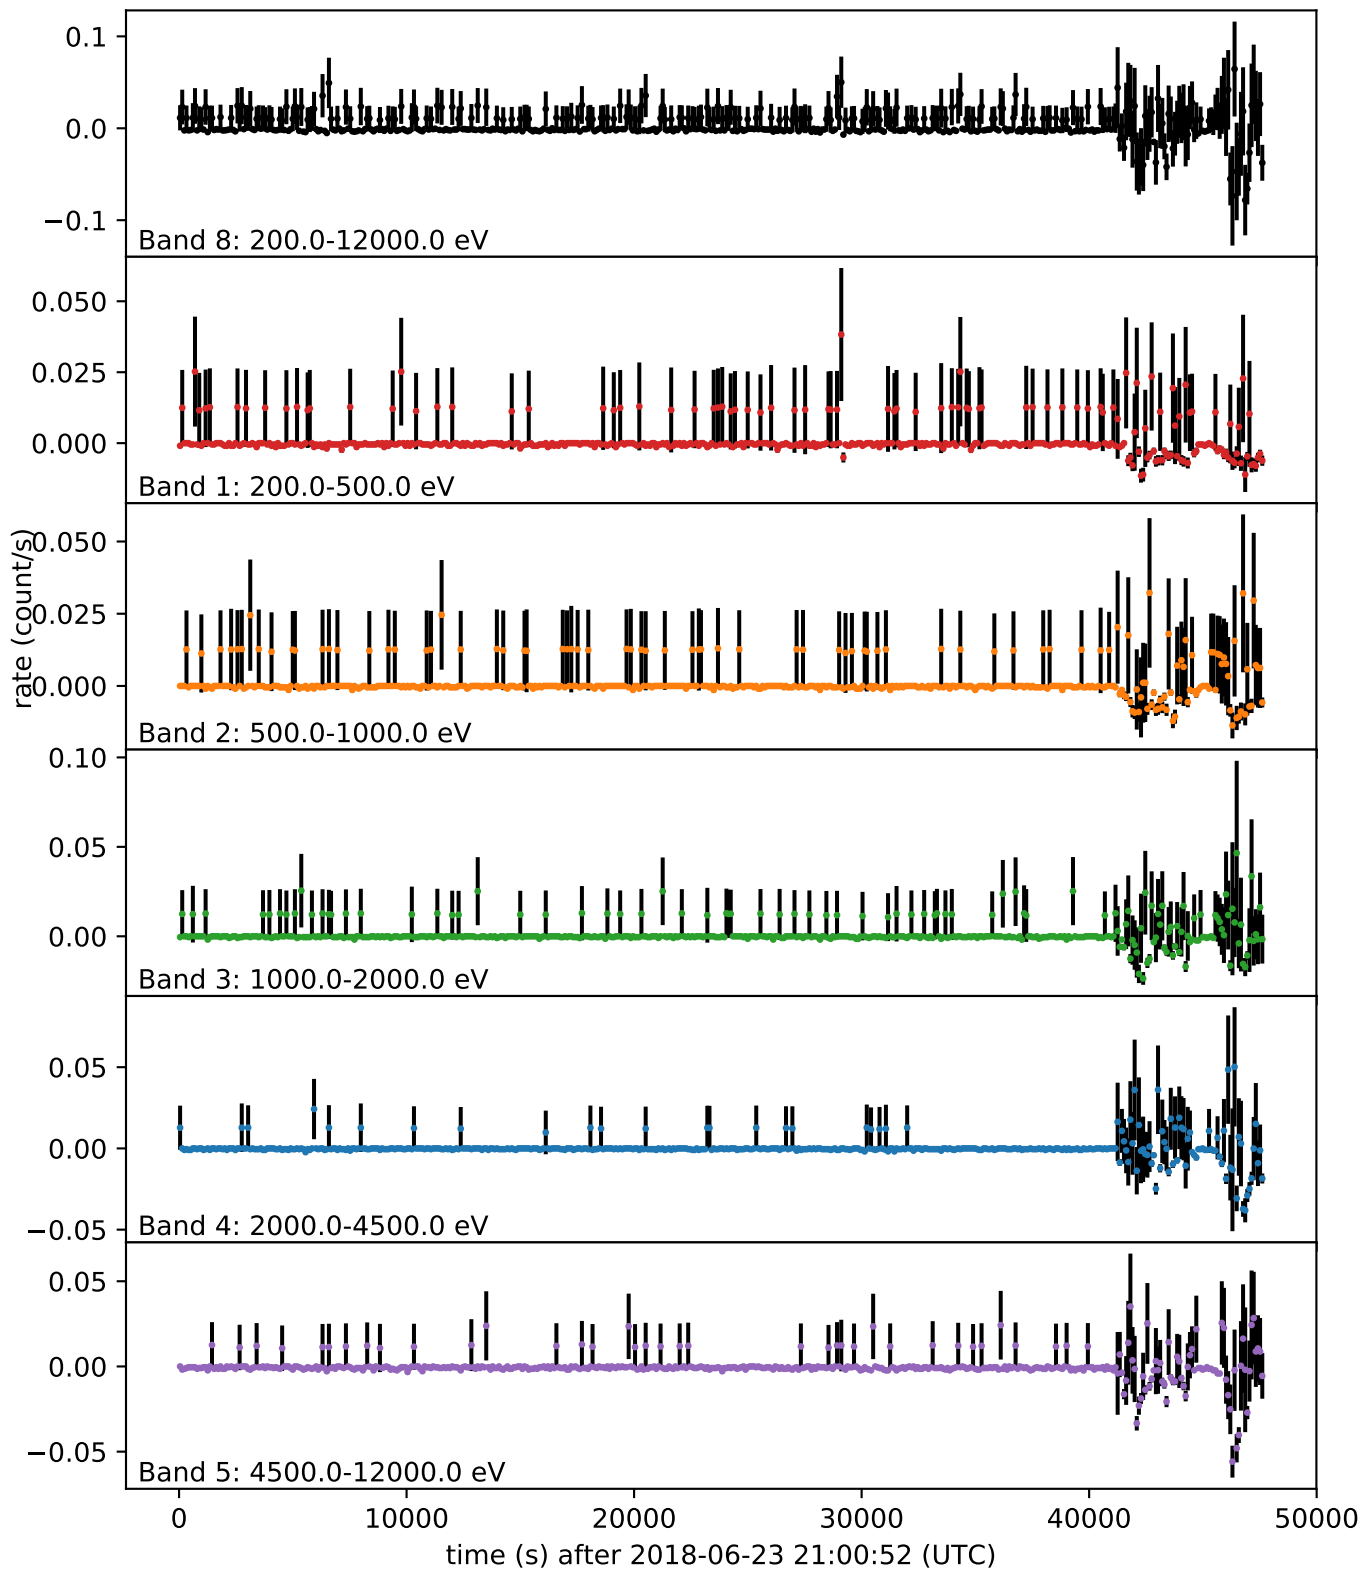 0.1
0.0
−0.1
Band 8: 200.0-12000.0 eV
0.050
0.025
0.000
Band 1: 200.0-500.0 eV
rate (count/s)
0.050
0.025
0.000
Band 2: 500.0-1000.0 eV
0.10
0.05
0.00
Band 3: 1000.0-2000.0 eV
0.05
0.00
−0.05
Band 4: 2000.0-4500.0 eV
0.05
0.00
−0.05
Band 5: 4500.0-12000.0 eV
0 10000 20000 30000 40000 50000
time (s) after 2018-06-23 21:00:52 (UTC)